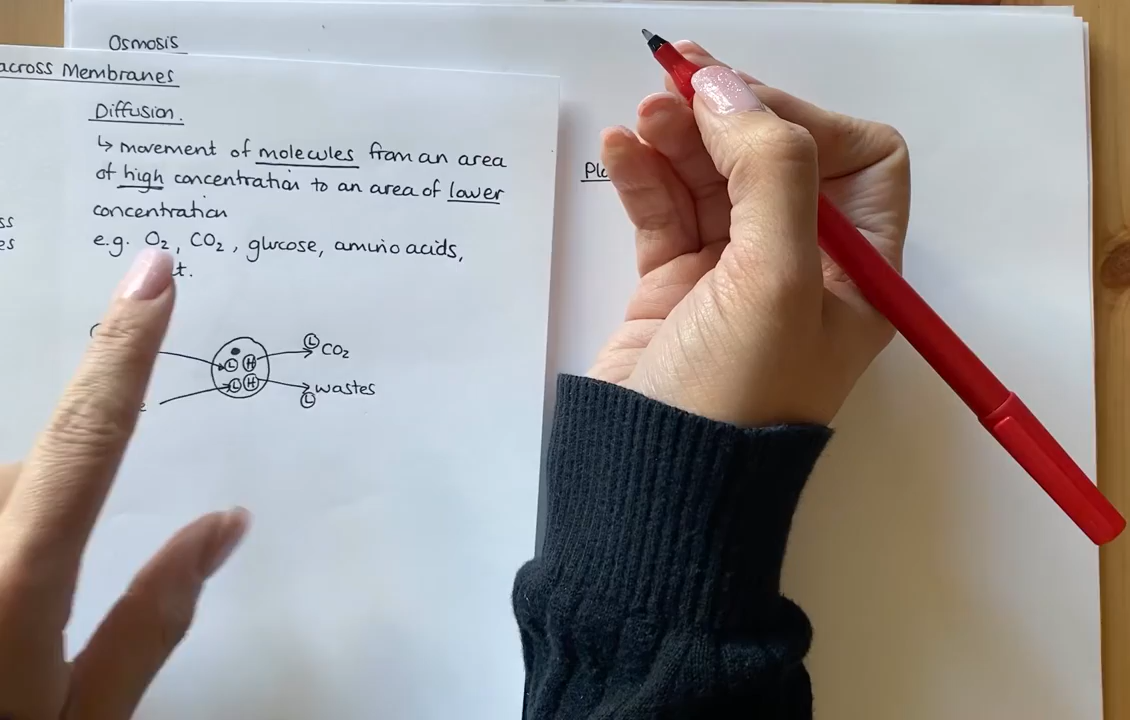 Osmosis
across Membranes
Diffusion.
↳ movement of molecules from an area
of high concentration to an area of lower
concentration
e.g. O₂, CO₂, glucose, amino acids,
L CO₂
L H
L H
wastes
L